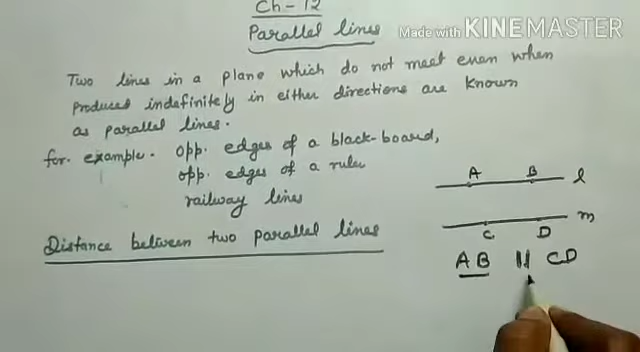 Ch - 12
Parallel lines
Made with KINEMASTER
Two lines in a plane which do not meet even when
produced indefinitely in either directions are known
as parallel lines.
for. example. opp. edges of a black-board,
opp. edges of a ruler
railway lines
A B l
m
C D
Distance between two parallel lines
AB || CD